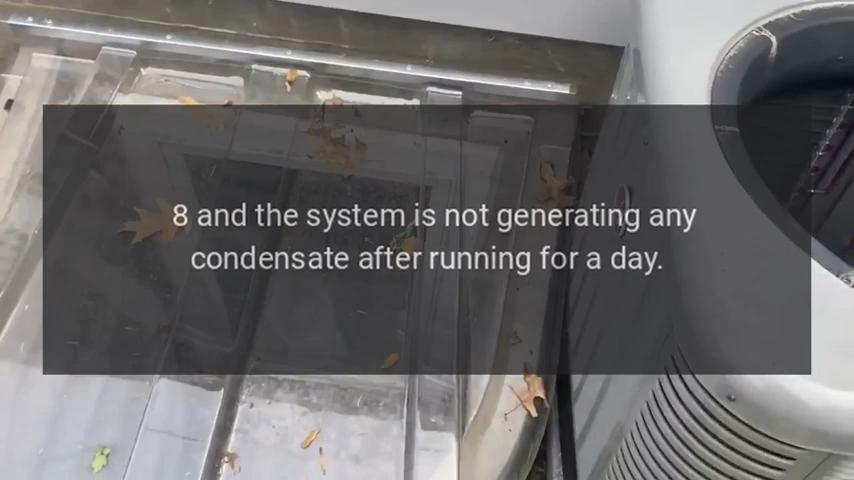 8 and the system is not generating any
condensate after running for a day.